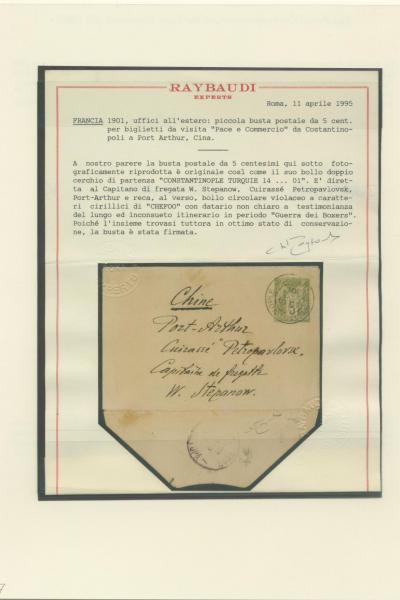 RAYBAUDI
EXPERTS
Roma, 11 aprile 1995
FRANCIA 1901, uffici all'estero: piccola busta postale da 5 cent.
per biglietti da visita "Pace e Commercio" da Costantino-
poli a Port Arthur, Cina.
A nostro parere la busta postale da 5 centesimi qui sotto foto-
graficamente riprodotta è originale così come il suo bollo doppio
cerchio di partenza "CONSTANTINOPLE TURQUIE 14 ... 01". E' diret-
ta al Capitano di fregata W. Stepanow, Cuirassé Petropavlovsk,
Port-Arthur e reca, al verso, bollo circolare violaceo a caratte-
ri cirillici di "CHEFOO" con datario non chiaro a testimonianza
del lungo ed inconsueto itinerario in periodo "Guerra dei Boxers".
Poiché l'insieme trovasi tuttora in ottimo stato di conservazio-
ne, la busta è stata firmata.
Chine
Port-Arthur
Cuirassé "Petropavlovsk,
Capitaine de frégatte
W. Stepanow.
5